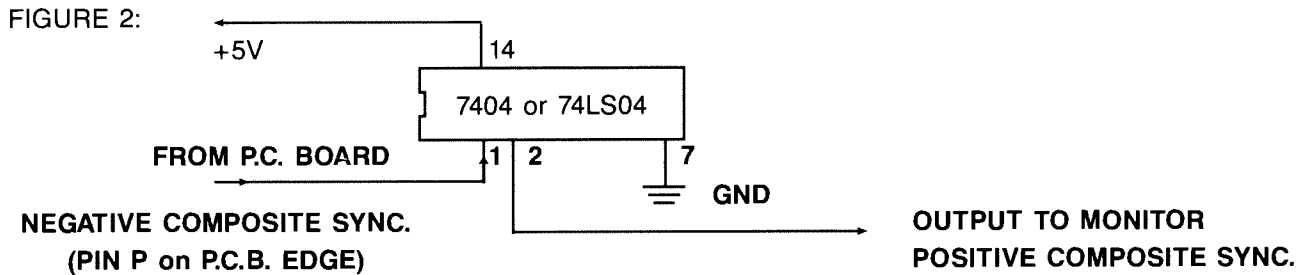 FIGURE 2:
+5V
14
7404 or 74LS04
FROM P.C. BOARD
1
2
7
GND
NEGATIVE COMPOSITE SYNC.
(PIN P on P.C.B. EDGE)
OUTPUT TO MONITOR
POSITIVE COMPOSITE SYNC.